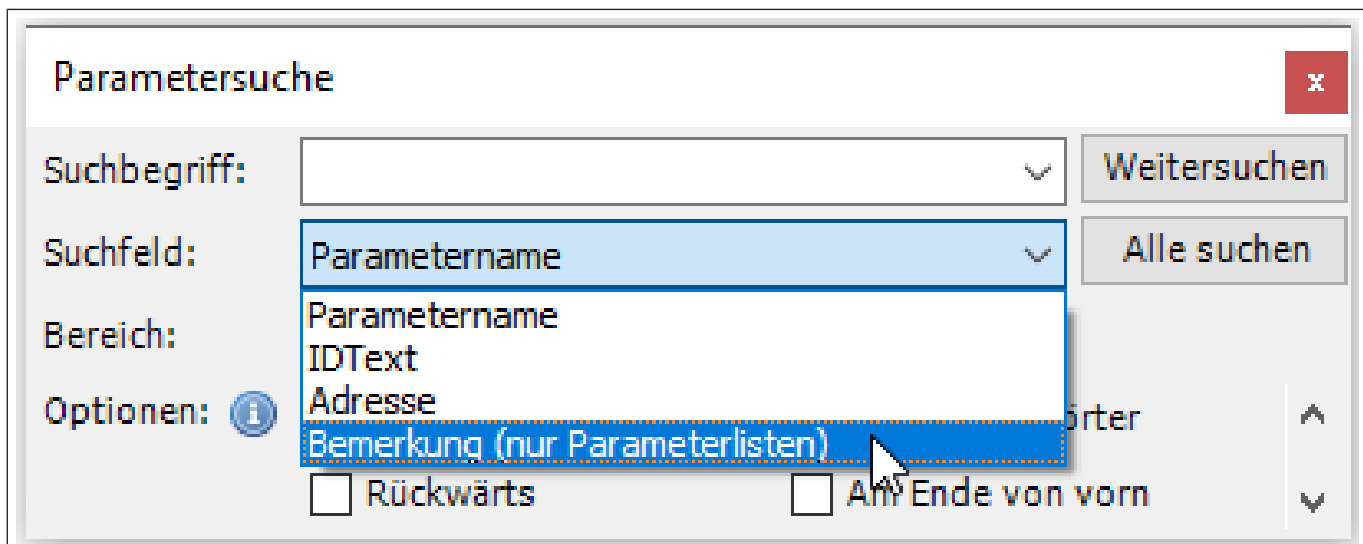 Parametersuche
Suchbegriff:
Weitersuchen
Suchfeld:
Parametername
Alle suchen
Parametername
Bereich:
IDText
Adresse
Optionen:
Bemerkung (nur Parameterlisten)
Rückwärts
Am Ende von vorn